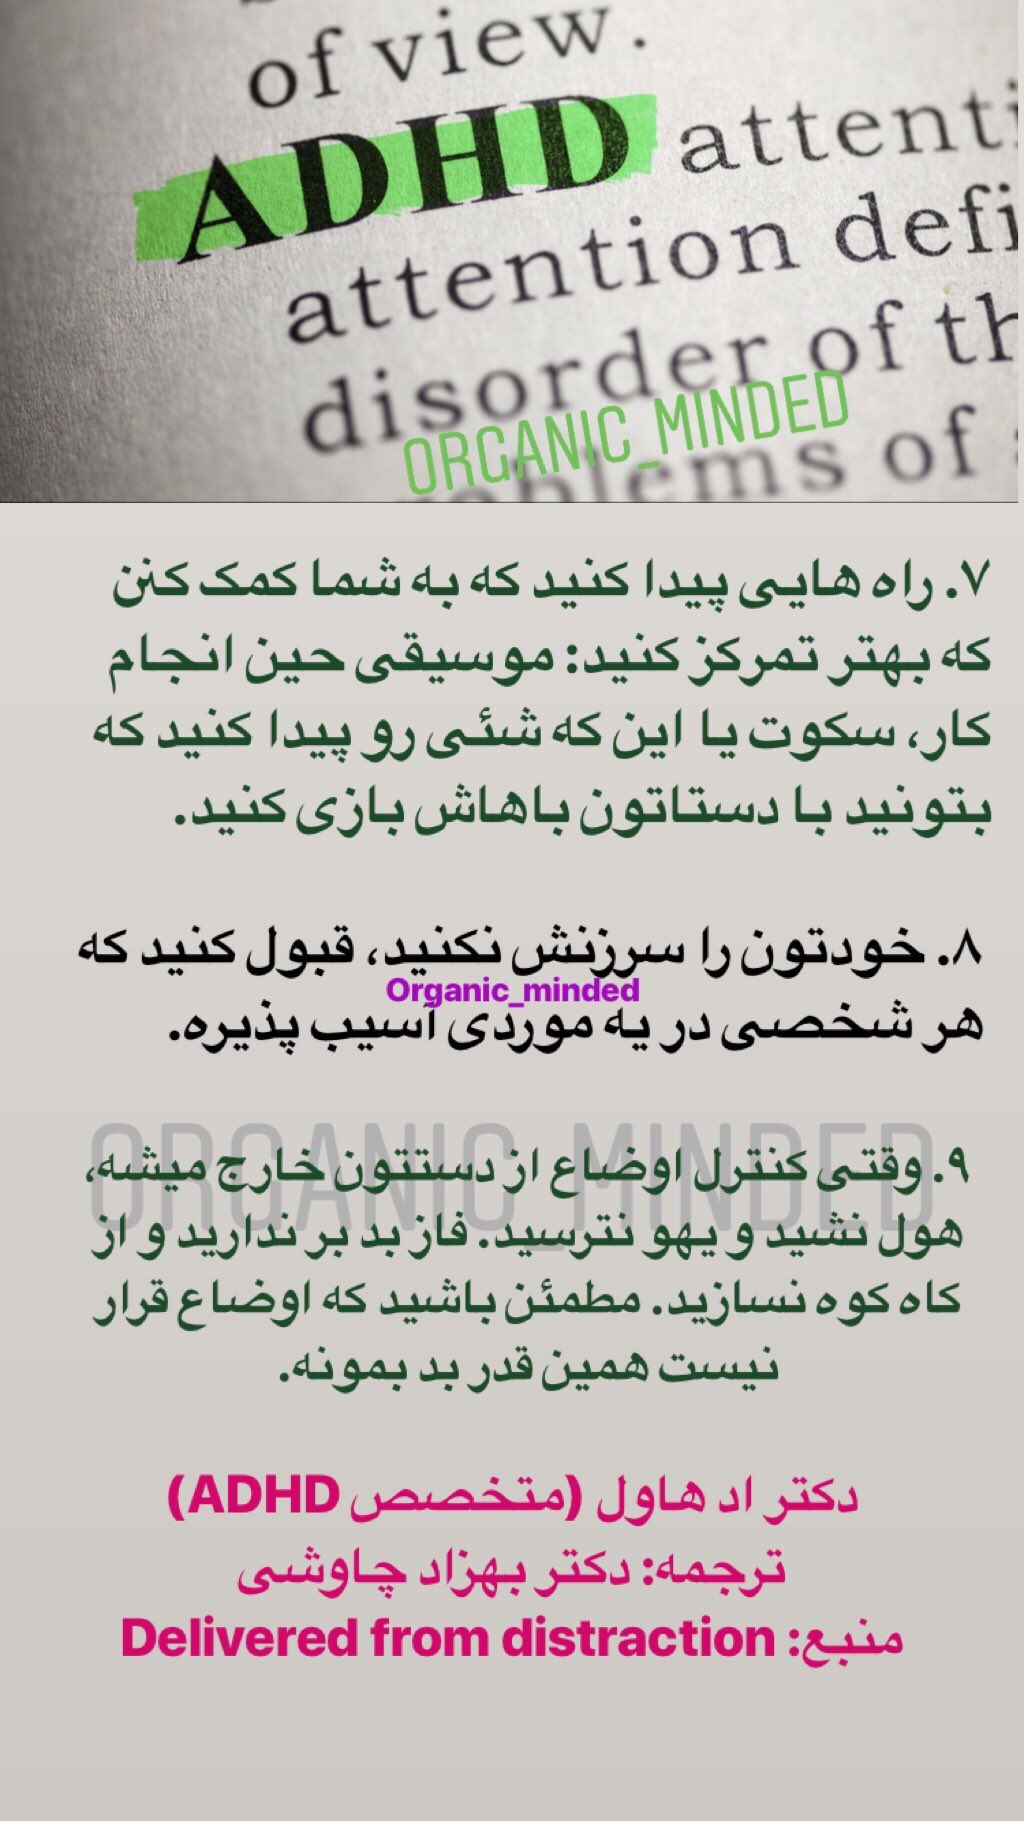 of view.
ADHD attenti
attention defi
disorder of th
ORGANIC_MINDED
blems of
۷. راه هایی پیدا کنید که به شما کمک کنن
که بهتر تمرکز کنید: موسیقی حین انجام
کار، سکوت یا این که شئی رو پیدا کنید که
بتونید با دستاتون باهاش بازی کنید.
۸. خودتون را سرزنش نکنید، قبول کنید که
Organic_minded
هر شخصی در یه موردی آسیب پذیره.
ORGANIC_MINDED
۹. وقتی کنترل اوضاع از دستتون خارج میشه،
هول نشید و یهو نترسید. فاز بد بر ندارید و از
کاه کوه نسازید. مطمئن باشید که اوضاع قرار
نیست همین قدر بد بمونه.
دکتر اد هاول (متخصص ADHD)
ترجمه: دکتر بهزاد چاوشی
منبع: Delivered from distraction